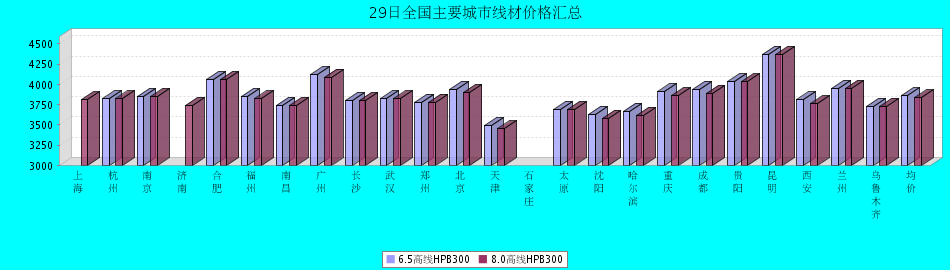 29日全国主要城市线材价格汇总
4500
4250
4000
3750
3500
3250
3000
上海
杭州
南京
济南
合肥
福州
南昌
广州
长沙
武汉
郑州
北京
天津
石家庄
太原
沈阳
哈尔滨
重庆
成都
贵阳
昆明
西安
兰州
乌鲁木齐
均价
6.5高线HPB300
8.0高线HPB300